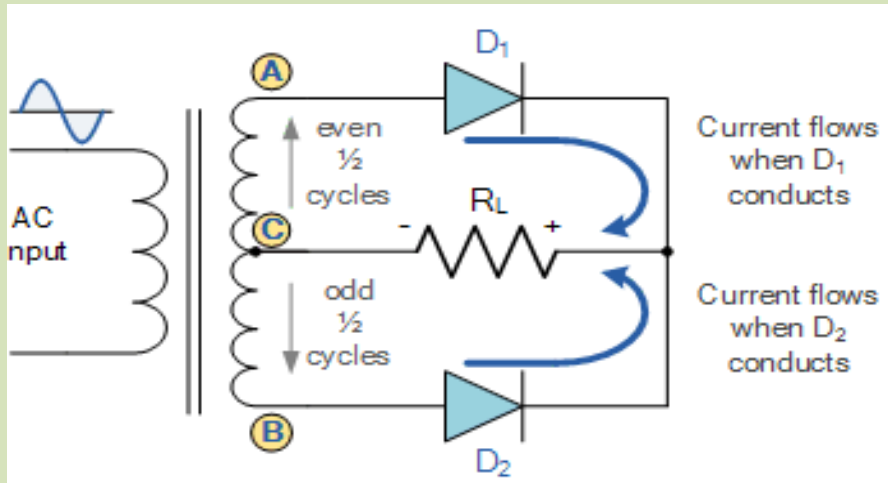 A
D1
even
½
cycles
Current flows
when D1
conducts
AC
nput
C
- RL +
odd
½
cycles
Current flows
when D2
conducts
B
D2